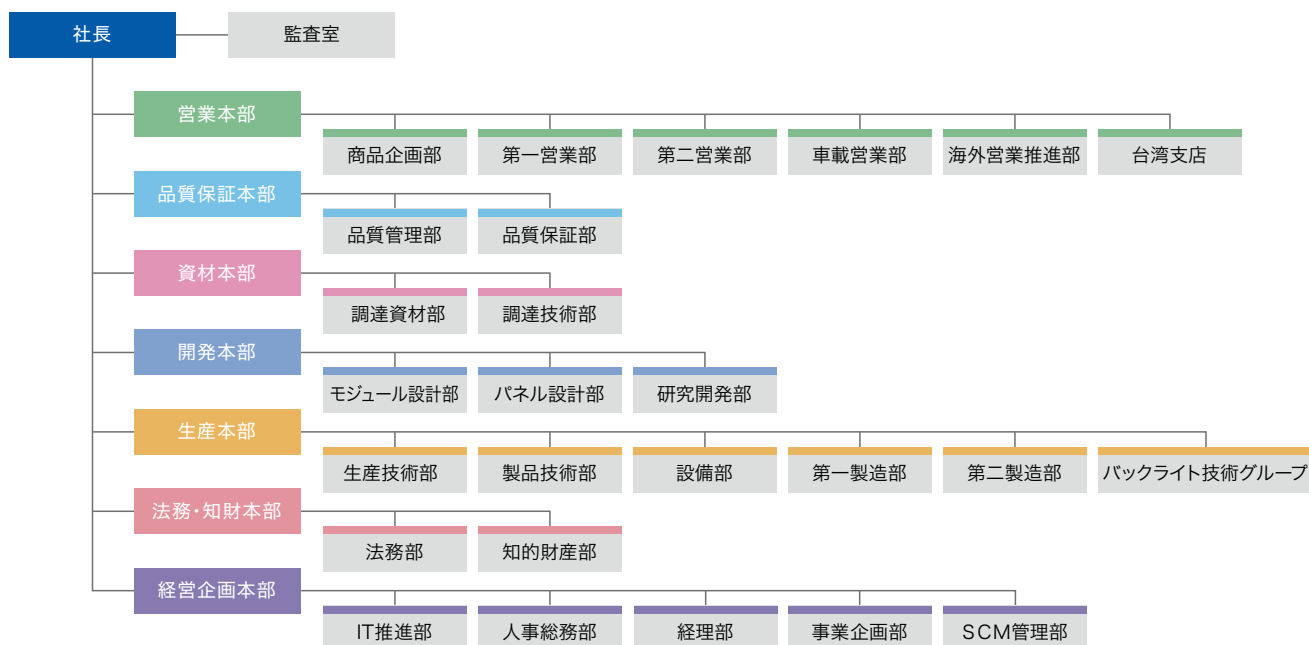 社長
監査室
営業本部
商品企画部
第一営業部
第二営業部
車載営業部
海外営業推進部
台湾支店
品質保証本部
品質管理部
品質保証部
資材本部
調達資材部
調達技術部
開発本部
モジュール設計部
パネル設計部
研究開発部
生産本部
生産技術部
製品技術部
設備部
第一製造部
第二製造部
バックライト技術グループ
法務・知財本部
法務部
知的財産部
経営企画本部
IT推進部
人事総務部
経理部
事業企画部
SCM管理部